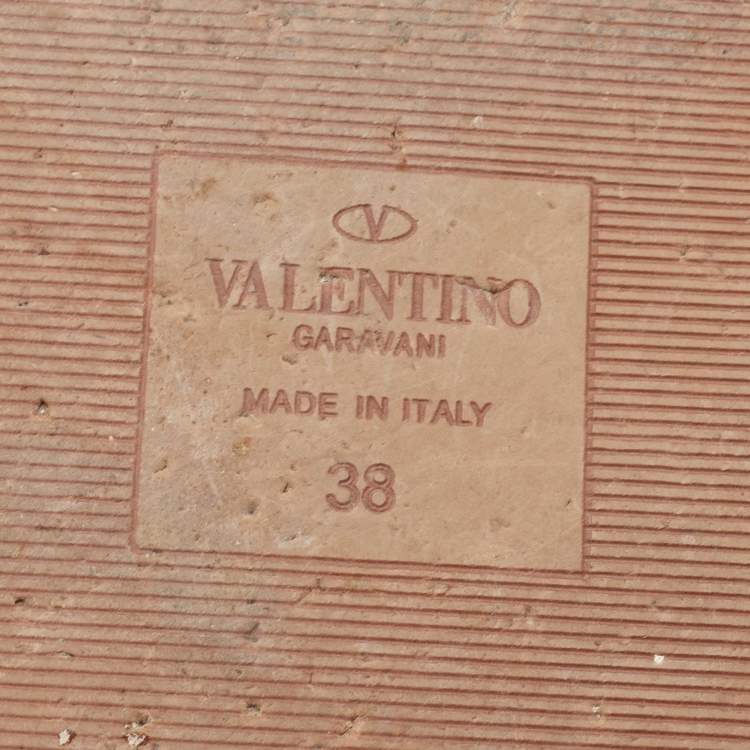 V
VALENTINO
GARAVANI
MADE IN ITALY
38